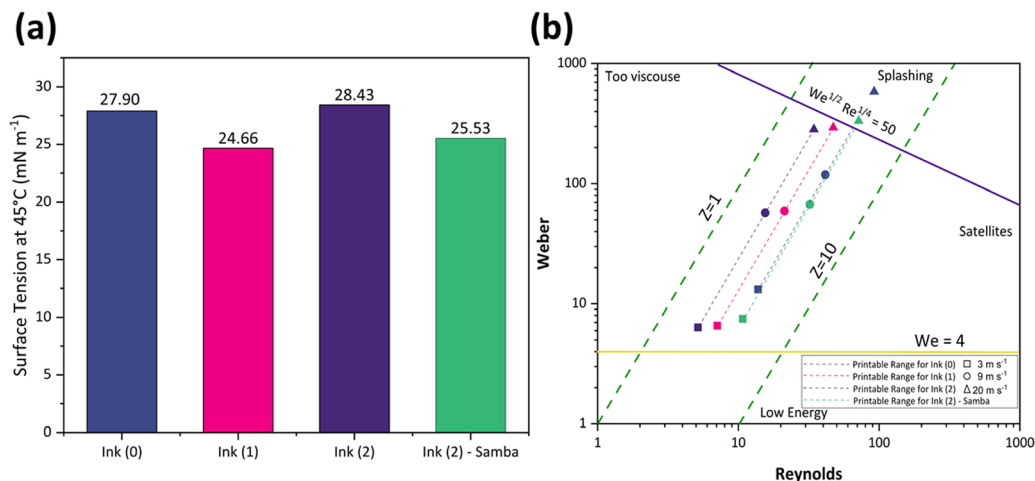 (a)
Surface Tension at 45°C (mN m⁻¹)
30
25
20
15
10
5
0
27.90
24.66
28.43
25.53
Ink (0)
Ink (1)
Ink (2)
Ink (2) - Samba
(b)
Weber
1000
100
10
1
Too viscouse
Splashing
We¹/² Re¹/⁴ = 50
Z=1
Z=10
Satellites
We = 4
Printable Range for Ink (0) 3 m s⁻¹
Printable Range for Ink (1) 9 m s⁻¹
Printable Range for Ink (2) 20 m s⁻¹
Printable Range for Ink (2) - Samba
Low Energy
1
10
100
1000
Reynolds